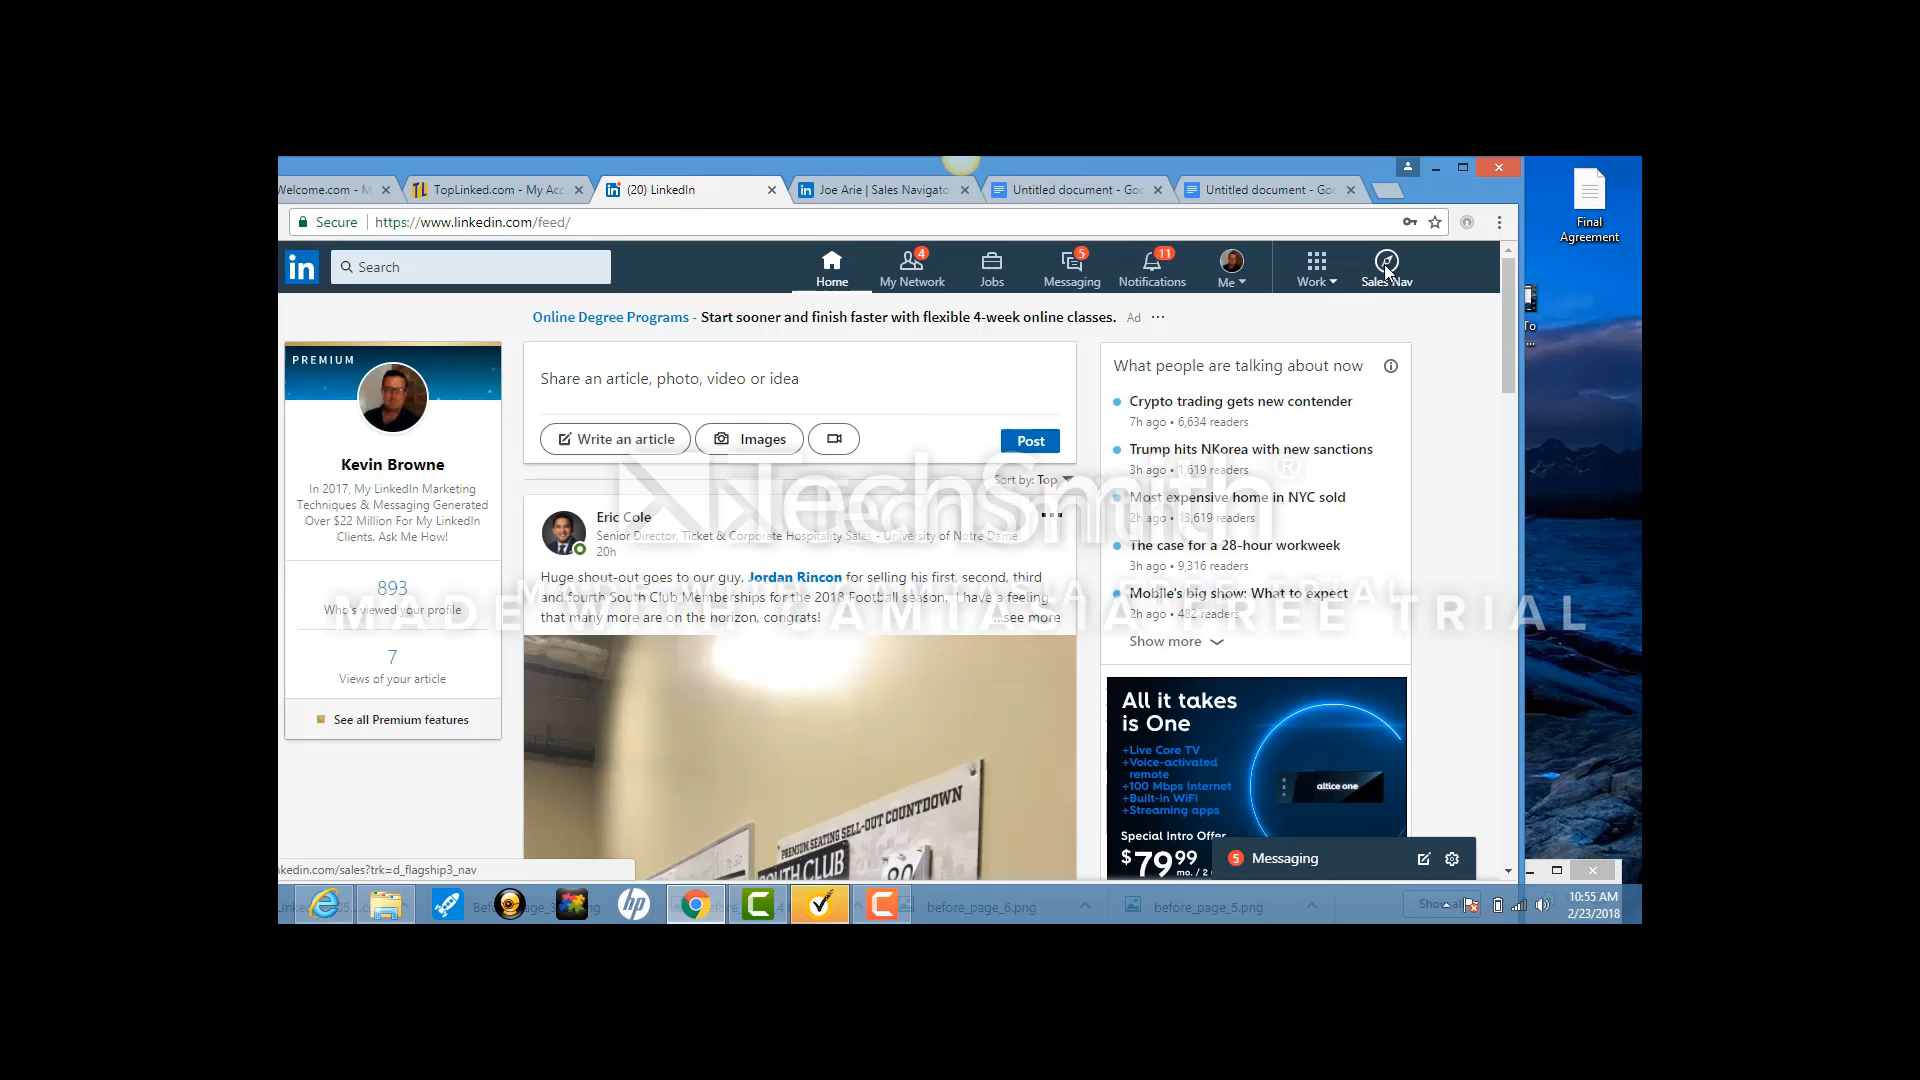 Welcome.com - M
TopLinked.com - My Acc
(20) LinkedIn
Joe Arie | Sales Navigato
Untitled document - Goo
Untitled document - Goo
Secure
https://www.linkedin.com/feed/
Final
Agreement
in
Search
Home
4
My Network
Jobs
5
Messaging
11
Notifications
Me
Work
Sales Nav
To
...
Online Degree Programs - Start sooner and finish faster with flexible 4-week online classes. Ad ...
PREMIUM
Kevin Browne
In 2017, My LinkedIn Marketing
Techniques & Messaging Generated
Over $22 Million For My LinkedIn
Clients. Ask Me How!
893
Who's viewed your profile
7
Views of your article
See all Premium features
Share an article, photo, video or idea
Write an article
Images
Post
Sort by: Top
Eric Cole
Senior Director, Ticket & Corporate Hospitality Sales - University of Notre Dame
20h
Huge shout-out goes to our guy, Jordan Rincon for selling his first, second, third
and fourth South Club Memberships for the 2018 Football season. I have a feeling
that many more are on the horizon, congrats!
...see more
PREMIUM SEATING SELL-OUT COUNTDOWN
SOUTH CLUB
80
What people are talking about now
Crypto trading gets new contender
7h ago • 6,634 readers
Trump hits NKorea with new sanctions
3h ago • 1,619 readers
Most expensive home in NYC sold
2h ago • 13,619 readers
The case for a 28-hour workweek
3h ago • 9,316 readers
Mobile's big show: What to expect
2h ago • 482 readers
Show more
All it takes
is One
+Live Core TV
+Voice-activated
remote
+100 Mbps Internet
+Built-in WiFi
+Streaming apps
altice one
Special Intro Offer
$79.99
mo. / 2
5 Messaging
TechSmith®
MADE WITH CAMTASIA FREE TRIAL
nkedin.com/sales?trk=d_flagship3_nav
before_page_6.png
before_page_5.png
10:55 AM
2/23/2018